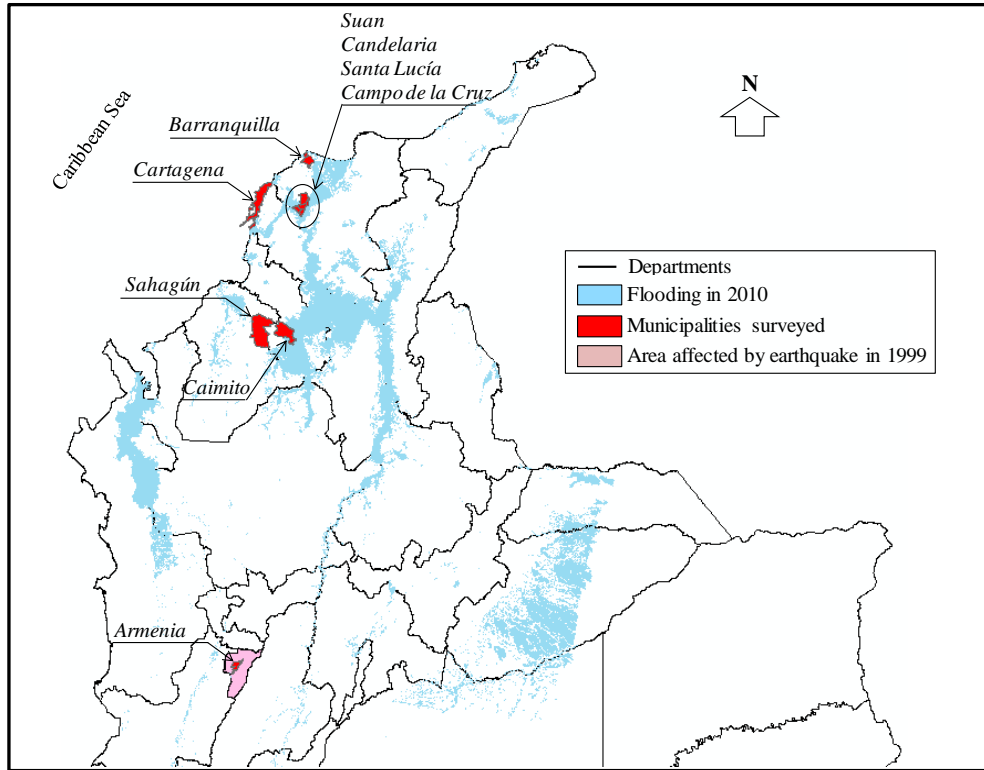 Suan
Candelaria
Santa Lucía
Campo de la Cruz
N
Caribbean Sea
Barranquilla
Cartagena
Sahagún
Departments
Flooding in 2010
Municipalities surveyed
Area affected by earthquake in 1999
Caimito
Armenia